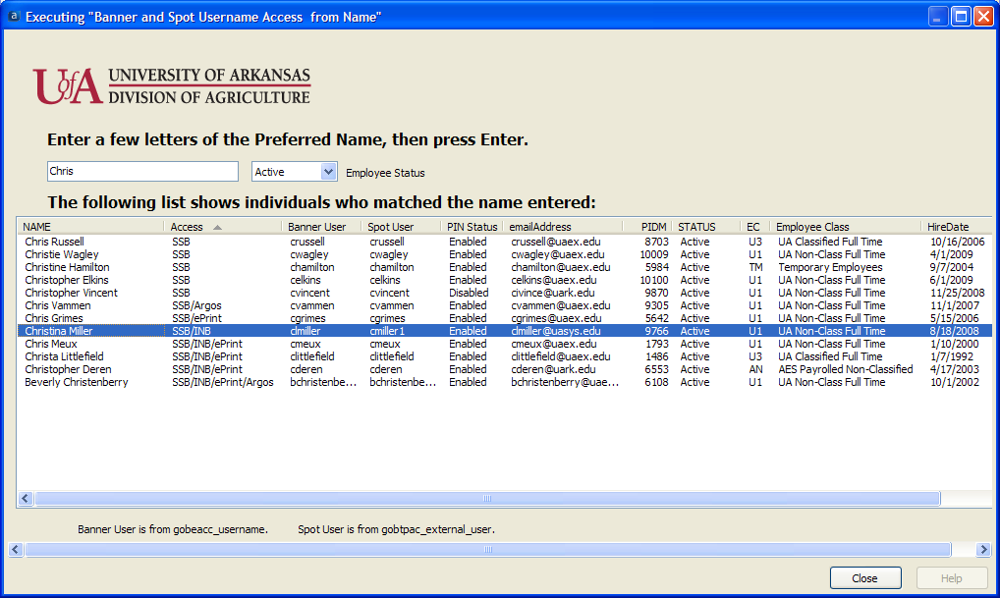 a Executing "Banner and Spot Username Access from Name"
UofA UNIVERSITY OF ARKANSAS
DIVISION OF AGRICULTURE
Enter a few letters of the Preferred Name, then press Enter.
Chris Active Employee Status
The following list shows individuals who matched the name entered:
NAME Access Banner User Spot User PIN Status emailAddress PIDM STATUS EC Employee Class HireDate
Chris Russell SSB crussell crussell Enabled crussell@uaex.edu 8703 Active U3 UA Classified Full Time 10/16/2006
Christie Wagley SSB cwagley cwagley Enabled cwagley@uaex.edu 10009 Active U1 UA Non-Class Full Time 4/1/2009
Christine Hamilton SSB chamilton chamilton Enabled chamilton@uaex.edu 5984 Active TM Temporary Employees 9/7/2004
Christopher Elkins SSB celkins celkins Enabled celkins@uaex.edu 10100 Active U1 UA Non-Class Full Time 6/1/2009
Christopher Vincent SSB cvincent cvincent Disabled civince@uark.edu 9870 Active U1 UA Non-Class Full Time 11/25/2008
Chris Vammen SSB/Argos cvammen cvammen Enabled cvammen@uaex.edu 9305 Active U1 UA Non-Class Full Time 11/1/2007
Chris Grimes SSB/ePrint cgrimes cgrimes Enabled cgrimes@uaex.edu 5642 Active U1 UA Non-Class Full Time 5/15/2006
Christina Miller SSB/INB clmiller cmiller1 Enabled clmiller@uasys.edu 9766 Active U1 UA Non-Class Full Time 8/18/2008
Chris Meux SSB/INB/ePrint cmeux cmeux Enabled cmeux@uaex.edu 1793 Active U1 UA Non-Class Full Time 1/10/2000
Christa Littlefield SSB/INB/ePrint clittlefield clittlefield Enabled clittlefield@uaex.edu 1486 Active U3 UA Classified Full Time 1/7/1992
Christopher Deren SSB/INB/ePrint cderen cderen Enabled cderen@uark.edu 6553 Active AN AES Payrolled Non-Classified 4/17/2003
Beverly Christenberry SSB/INB/ePrint/Argos bchristenbe... bchristenbe... Enabled bchristenberry@uae... 6108 Active U1 UA Non-Class Full Time 10/1/2002
Banner User is from gobeacc_username. Spot User is from gobtpac_external_user.
Close Help